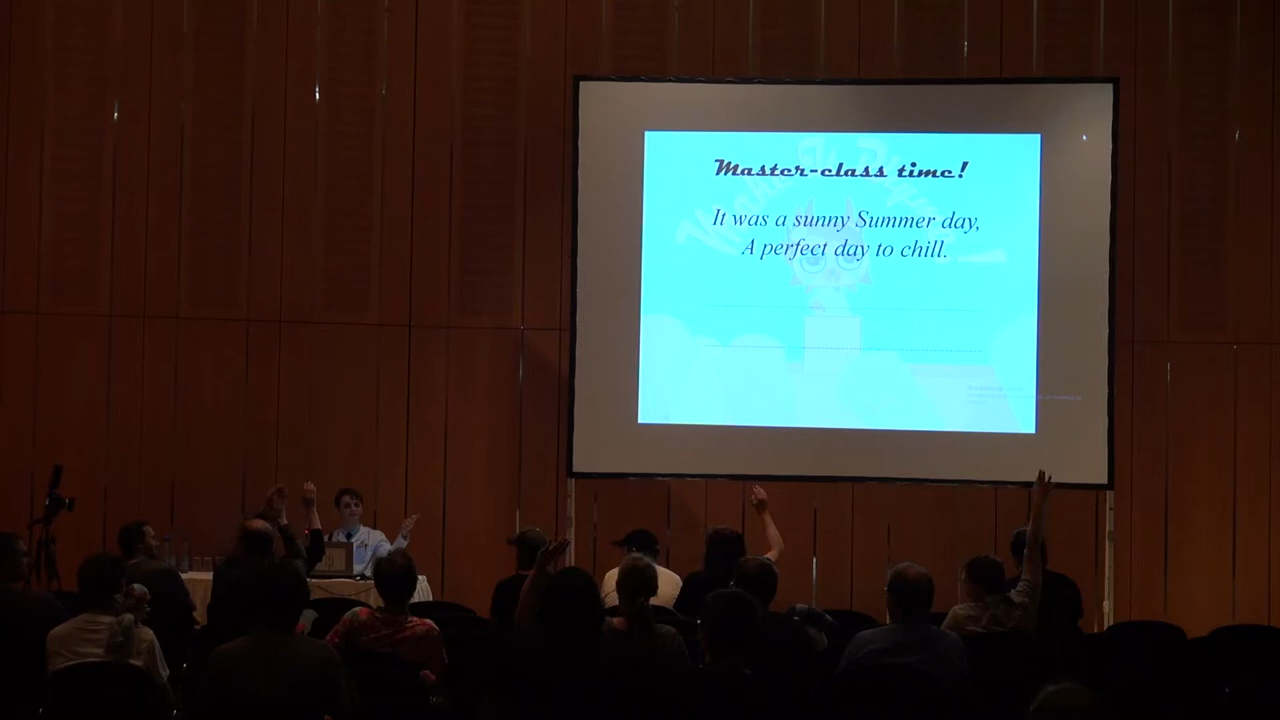 Master-class time!
It was a sunny Summer day,
A perfect day to chill.